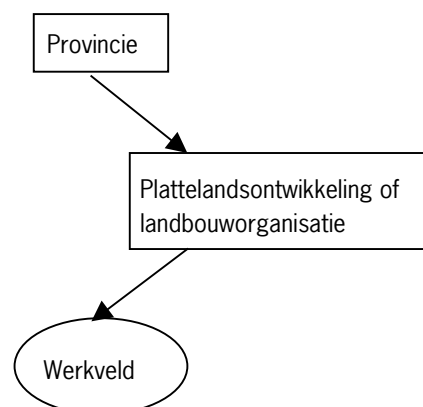 Provincie
Plattelandsontwikkeling of
landbouworganisatie
Werkveld